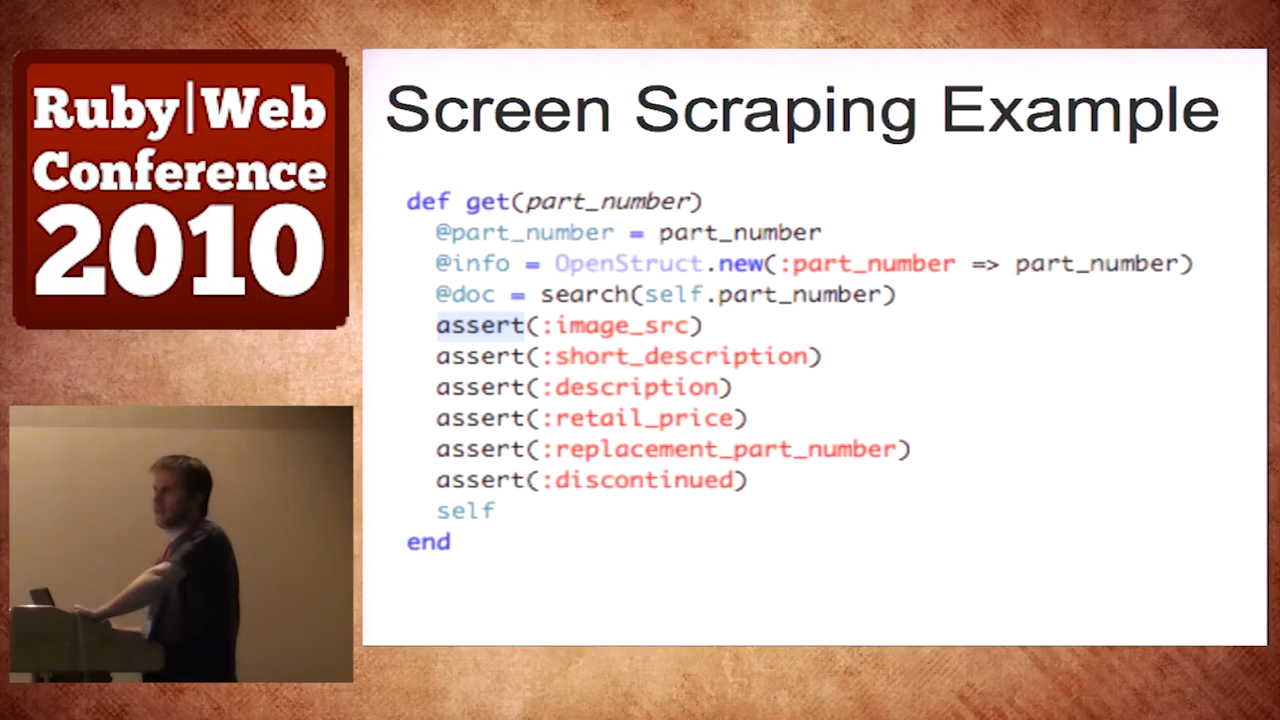 Ruby|Web
Conference
2010
Screen Scraping Example
def get(part_number)
@part_number = part_number
@info = OpenStruct.new(:part_number => part_number)
@doc = search(self.part_number)
assert(:image_src)
assert(:short_description)
assert(:description)
assert(:retail_price)
assert(:replacement_part_number)
assert(:discontinued)
self
end